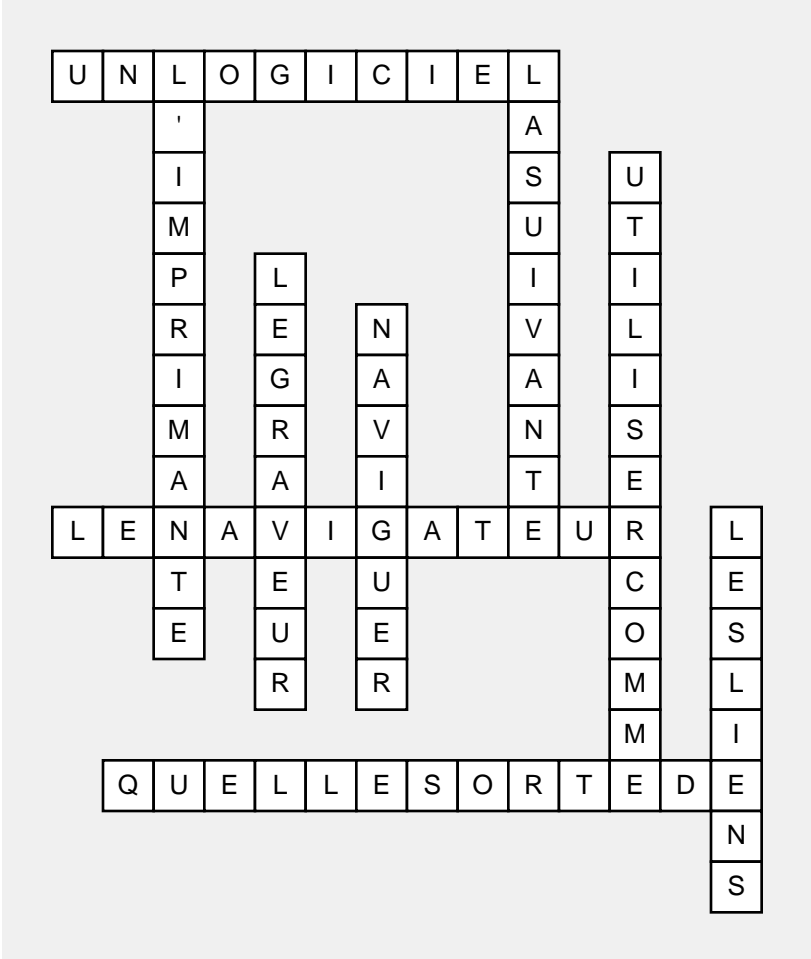 UNLOGICIEL
L'IMPRIMANTE
LASUIVANTE
UTILISERCOMME
LEGRAVEUR
NAVIGUER
LENAVIGATEUR
LESLIENS
QUELLESORTEDE